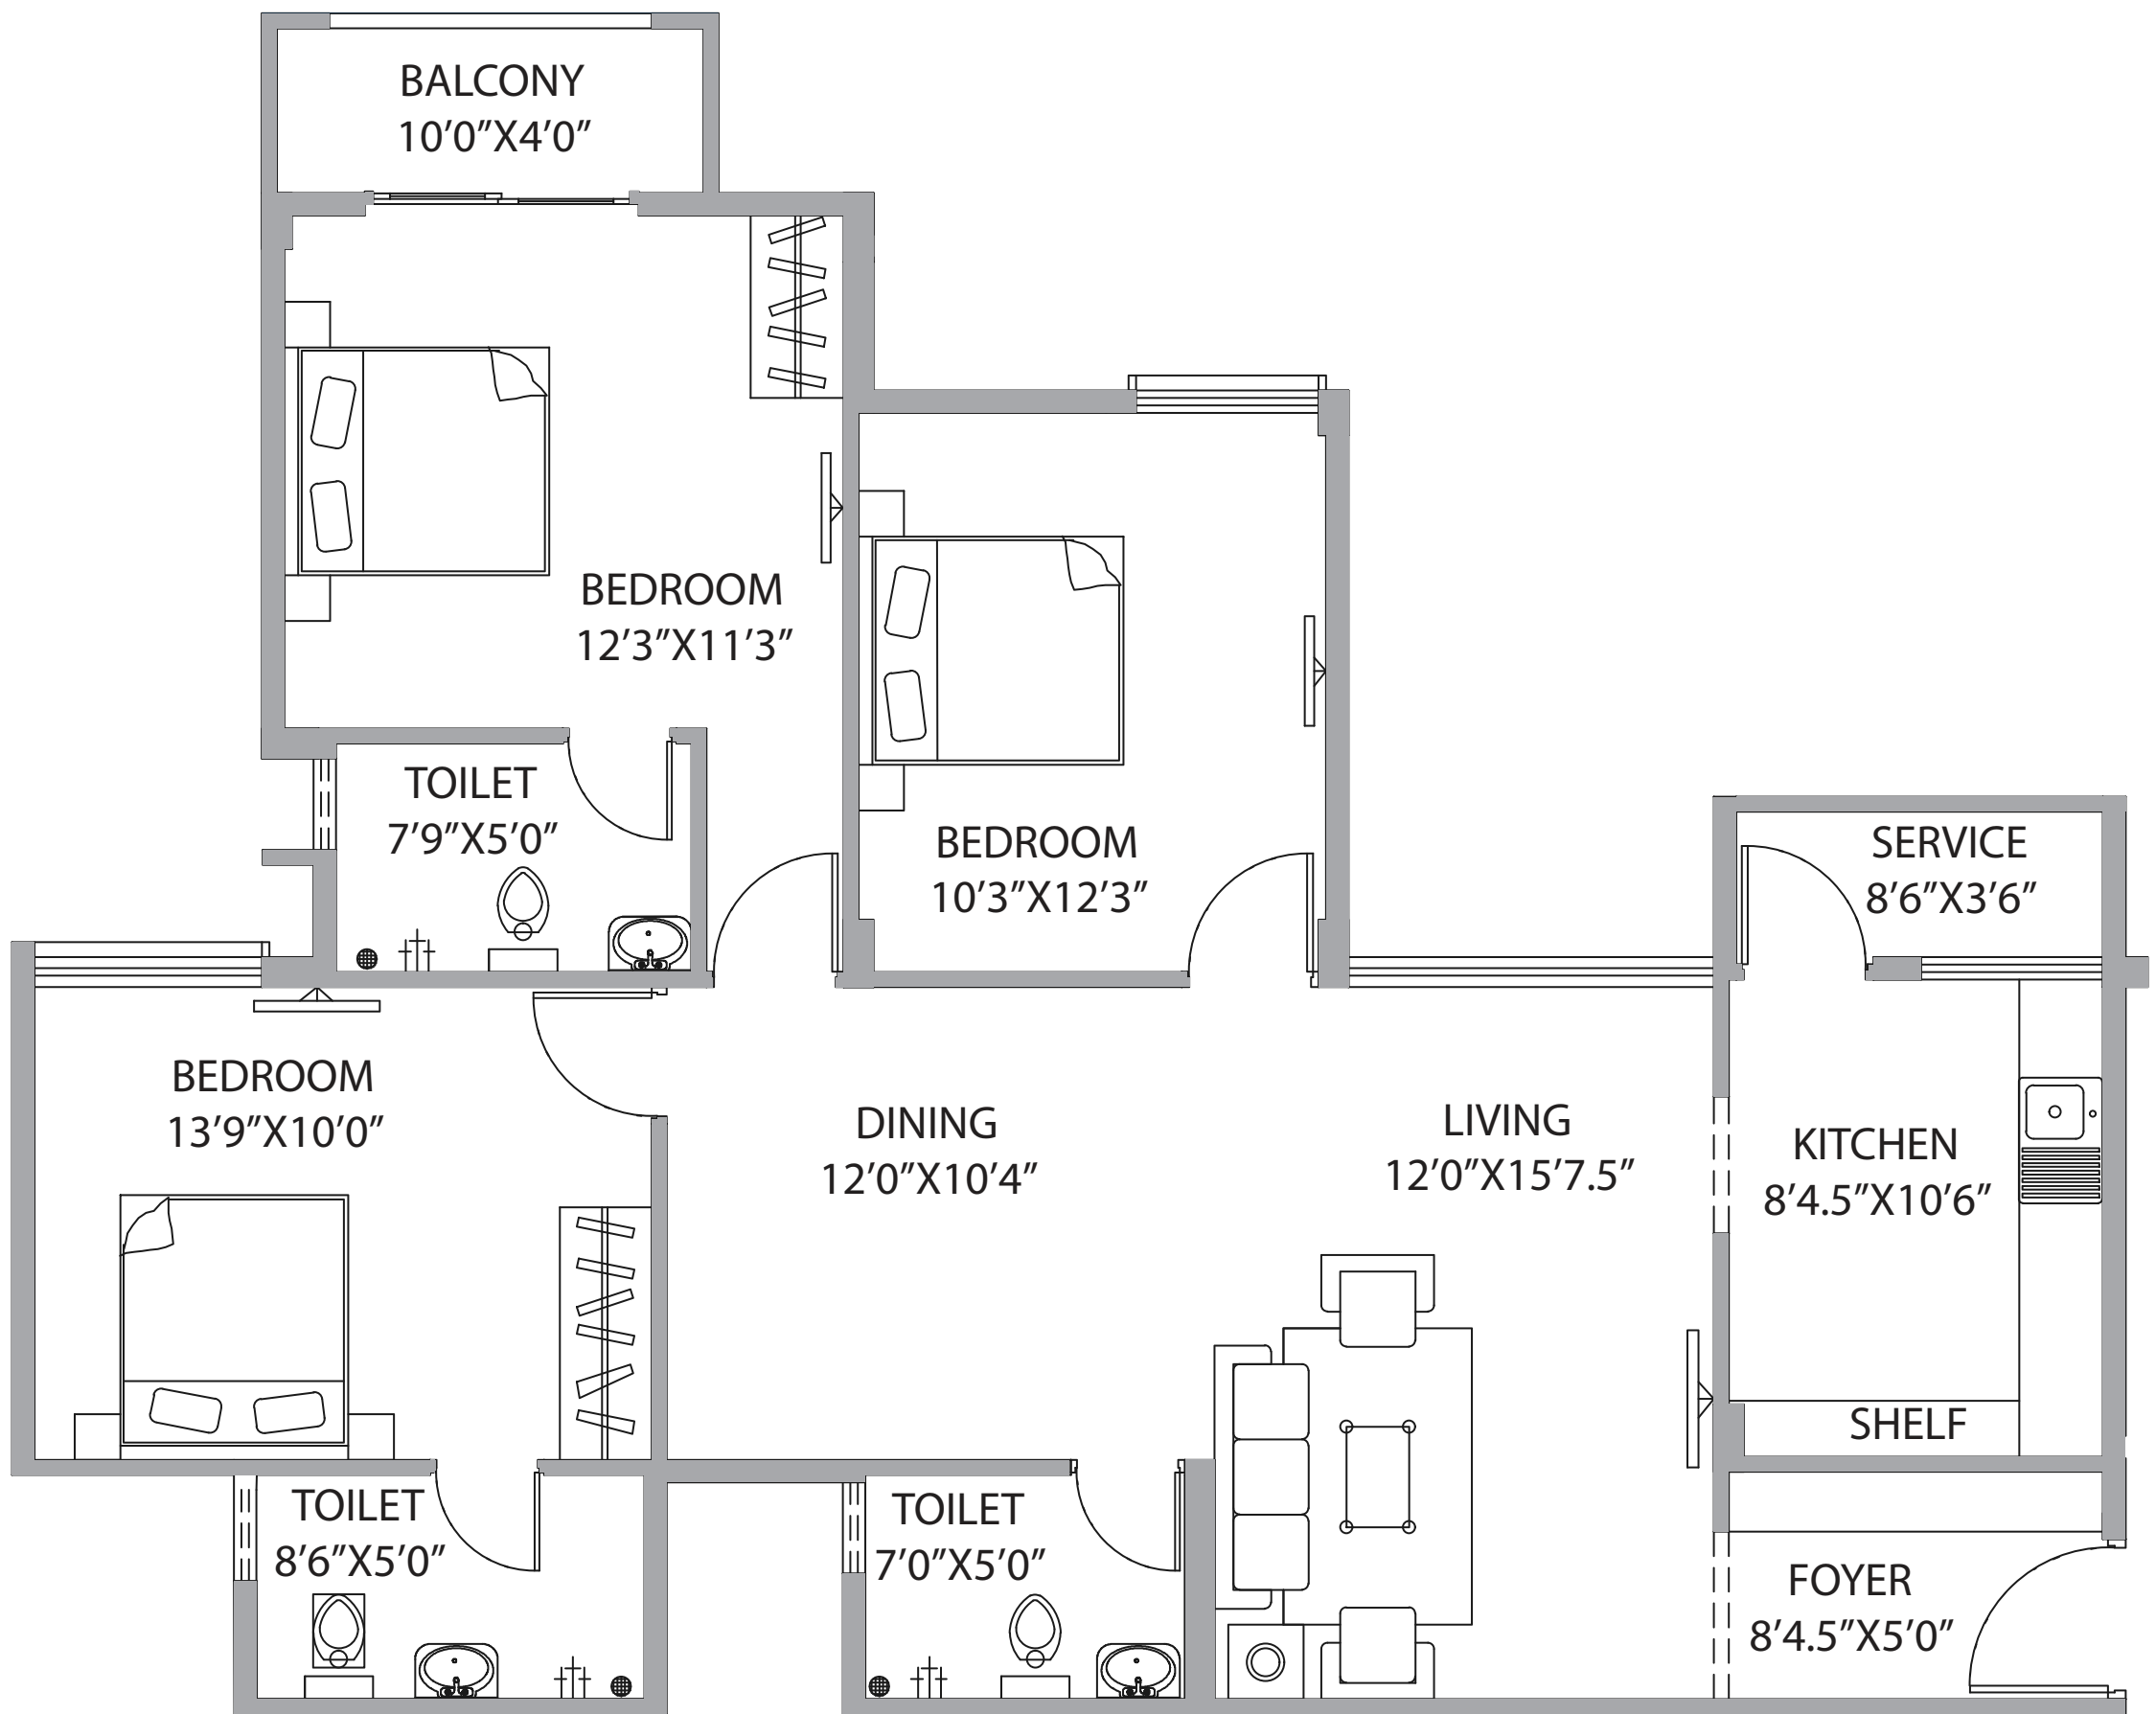 BALCONY
10’0”X4’0”
BEDROOM
12’3”X11’3”
TOILET
7’9”X5’0”
BEDROOM
10’3”X12’3”
SERVICE
8’6”X3’6”
BEDROOM
13’9”X10’0”
DINING
12’0”X10’4”
LIVING
12’0”X15’7.5”
KITCHEN
8’4.5”X10’6”
SHELF
TOILET
8’6”X5’0”
TOILET
7’0”X5’0”
FOYER
8’4.5”X5’0”